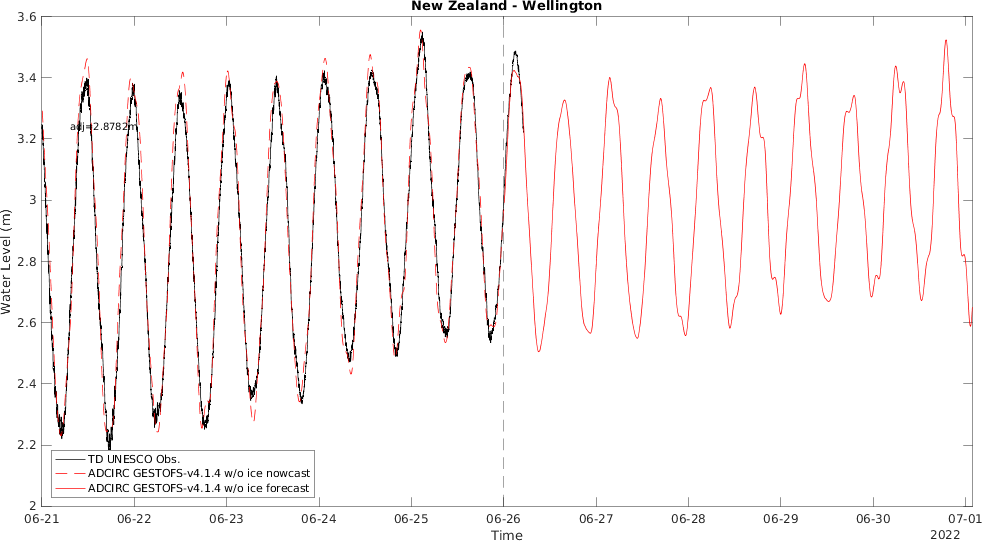 New Zealand - Wellington
3.6
3.4
3.2
3
2.8
2.6
2.4
2.2
2
Water Level (m)
adj=2.8782m
TD UNESCO Obs.
ADCIRC GESTOFS-v4.1.4 w/o ice nowcast
ADCIRC GESTOFS-v4.1.4 w/o ice forecast
06-21 06-22 06-23 06-24 06-25 06-26 06-27 06-28 06-29 06-30 07-01
Time
2022